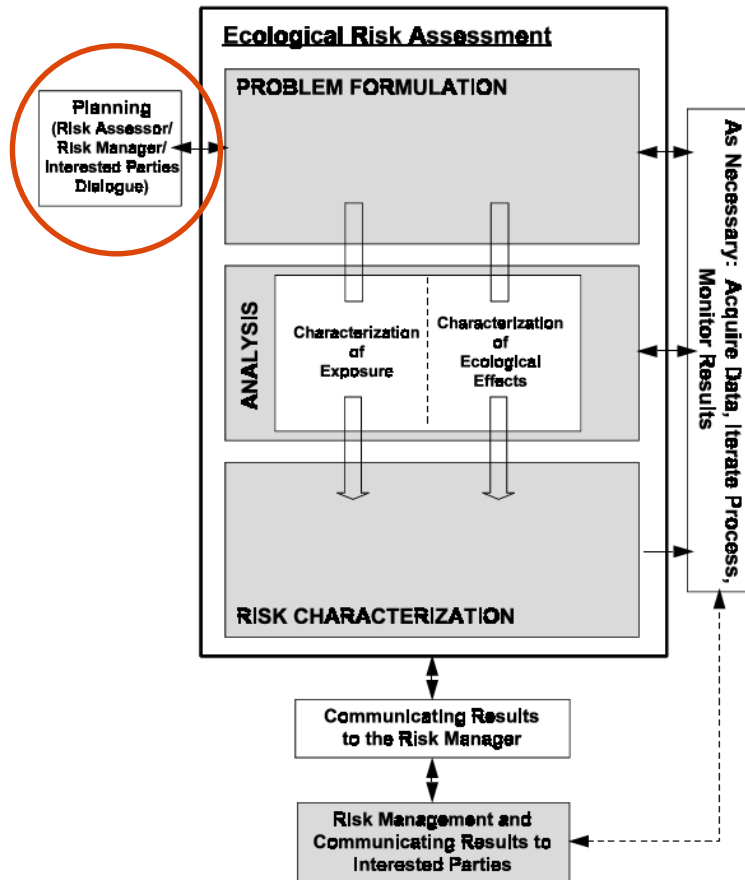 Ecological Risk Assessment
PROBLEM FORMULATION
Planning
(Risk Assessor/
Risk Manager/
Interested Parties
Dialogue)
ANALYSIS
Characterization
of
Exposure
Characterization
of
Ecological
Effects
RISK CHARACTERIZATION
As Necessary: Acquire Data, Iterate Process,
Monitor Results
Communicating Results
to the Risk Manager
Risk Management and
Communicating Results to
Interested Parties